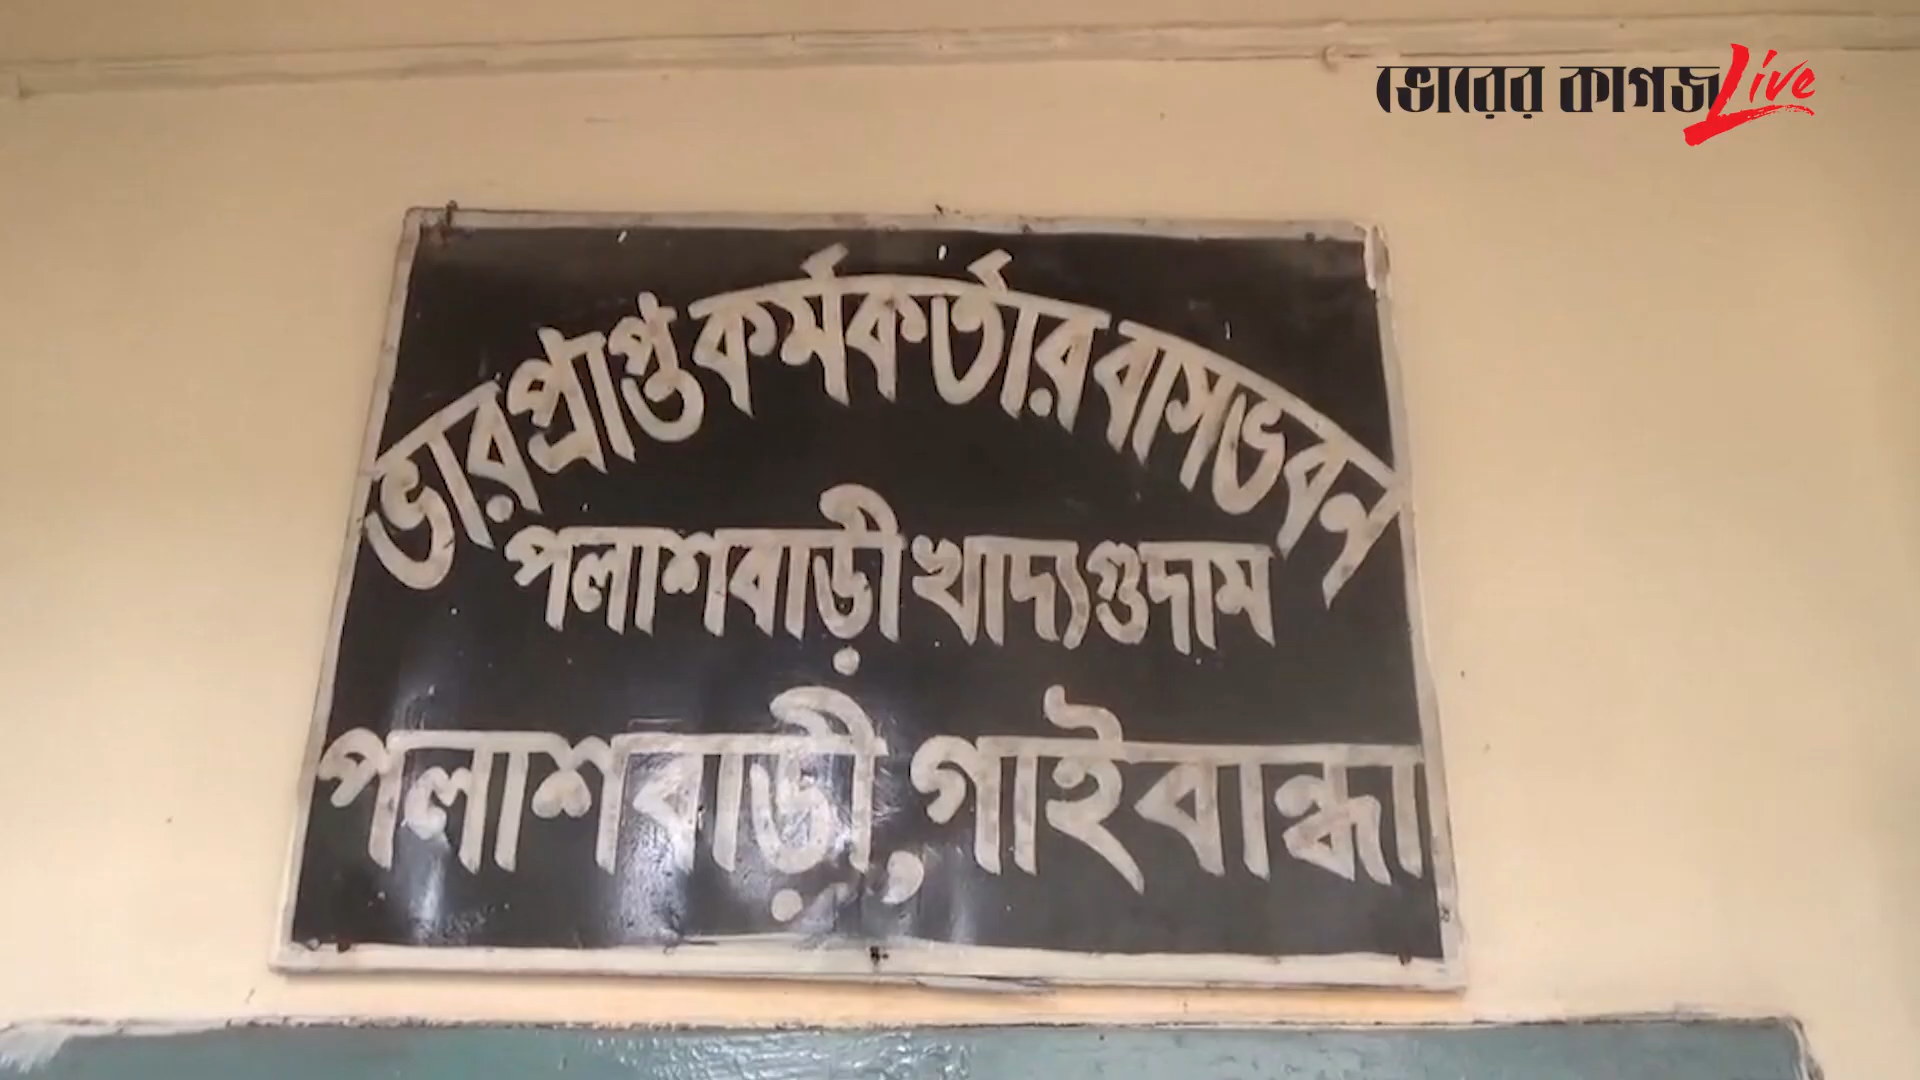 ভোরের কাগজ Live
ভারপ্রাপ্ত কর্মকর্তার বাসভবন
পলাশবাড়ী খাদ্যগুদাম
পলাশবাড়ী, গাইবান্ধা